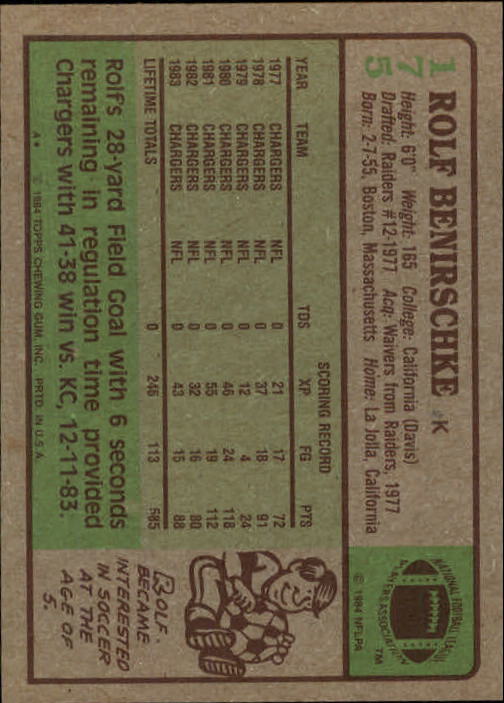 175
ROLF BENIRSCHKE K
Height: 6'0" Weight: 165 College: California (Davis)
Drafted: Raiders #12-1977 Acq: Waivers from Raiders, 1977
Born: 2-7-55, Boston, Massachusetts Home: La Jolla, California
NATIONAL FOOTBALL LEAGUE
PLAYERS ASSOCIATION
TM
© 1984 NFLPA
SCORING RECORD
YEAR TEAM TDS XP FG PTS
1977 CHARGERS NFL 0 21 17 72
1978 CHARGERS NFL 0 37 18 91
1979 CHARGERS NFL 0 12 4 24
1980 CHARGERS NFL 0 46 24 118
1981 CHARGERS NFL 0 55 19 112
1982 CHARGERS NFL 0 32 16 80
1983 CHARGERS NFL 0 43 15 88
LIFETIME TOTALS 0 246 113 585
Rolf's 28-yard Field Goal with 6 seconds
remaining in regulation time provided
Chargers with 41-38 win vs. KC, 12-11-83.
A* © 1984 TOPPS CHEWING GUM, INC. PRTD IN U.S.A.
ROLF
BECAME
INTERESTED
IN SOCCER
AT THE
AGE OF
5.